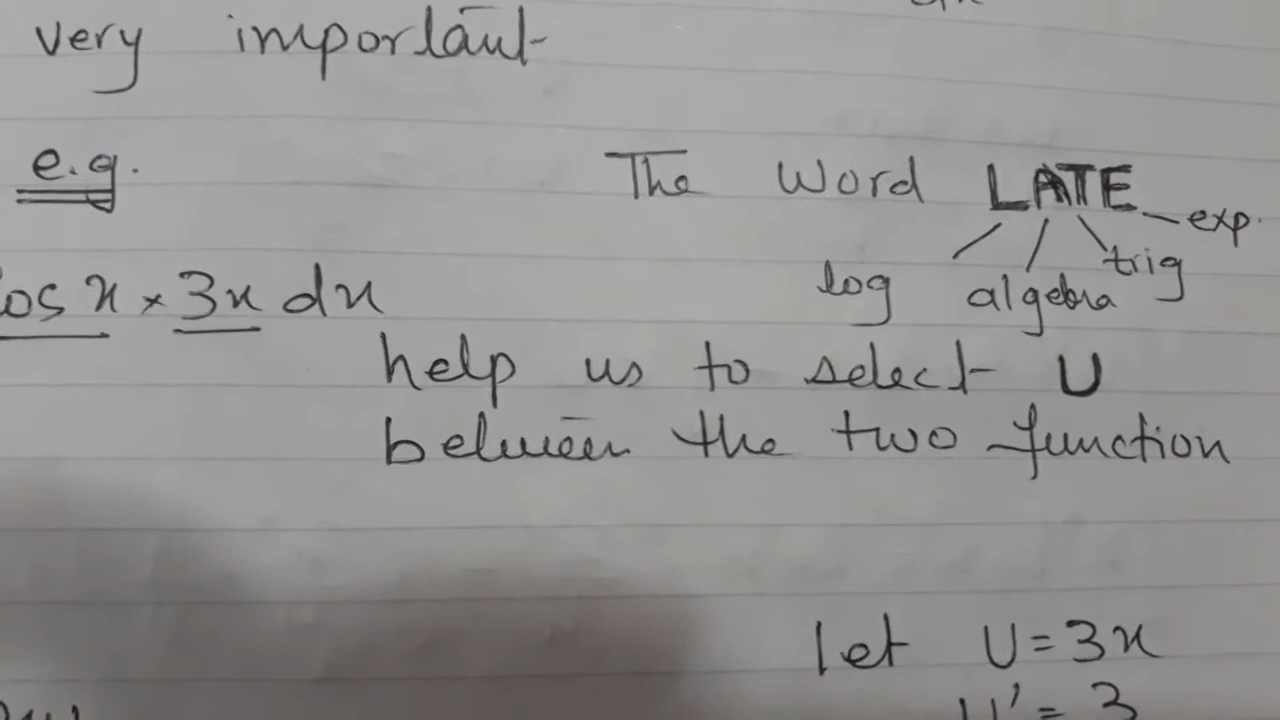 very important
e.g.
The Word LATE
exp.
log algebra trig
os x × 3x dx
help us to select U
between the two function
let U = 3x
U' = 3